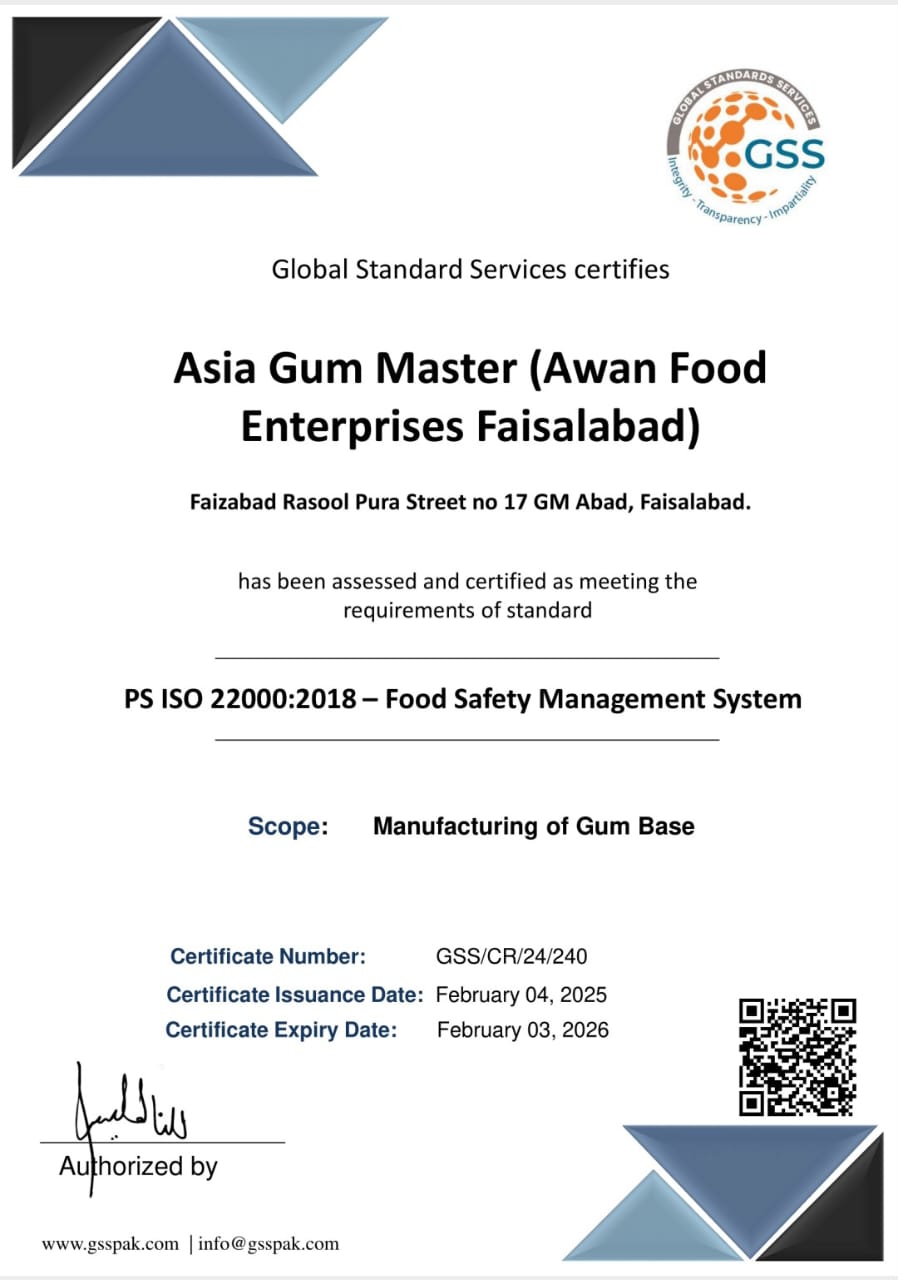 GLOBAL STANDARDS SERVICES
GSS
Integrity - Transparency - Impartiality
Global Standard Services certifies
Asia Gum Master (Awan Food
Enterprises Faisalabad)
Faizabad Rasool Pura Street no 17 GM Abad, Faisalabad.
has been assessed and certified as meeting the
requirements of standard
PS ISO 22000:2018 – Food Safety Management System
Scope: Manufacturing of Gum Base
Certificate Number: GSS/CR/24/240
Certificate Issuance Date: February 04, 2025
Certificate Expiry Date: February 03, 2026
Authorized by
www.gsspak.com | info@gsspak.com